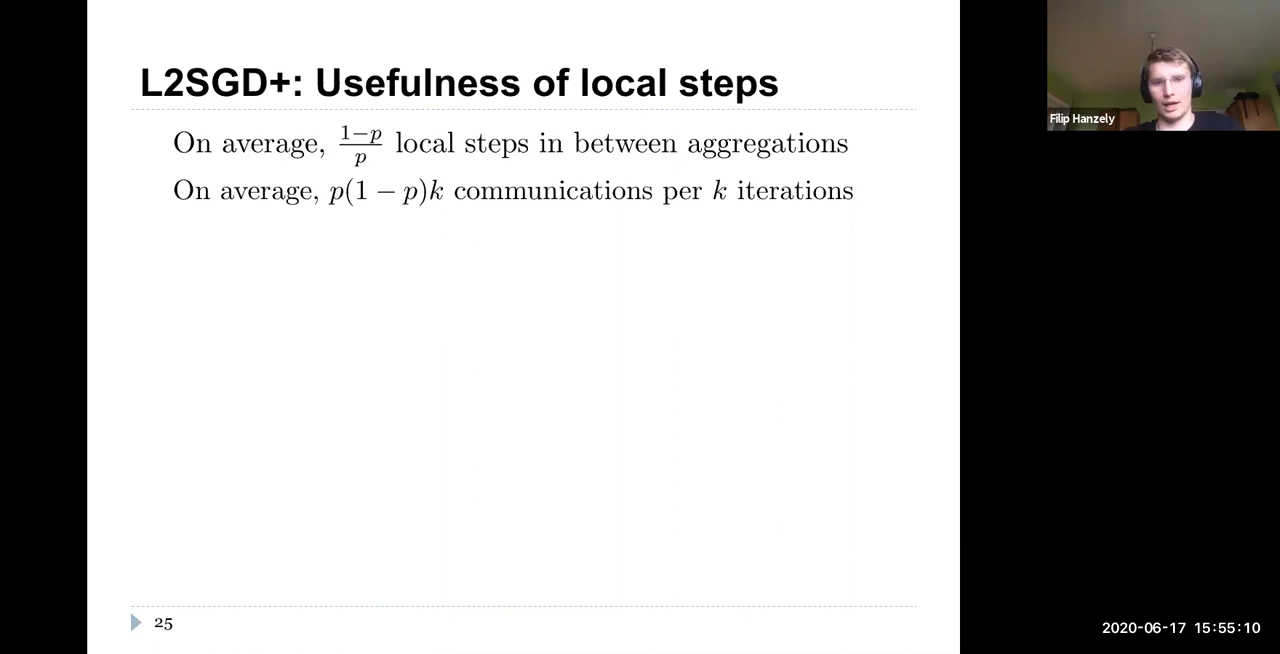 L2SGD+: Usefulness of local steps
On average, \frac{1-p}{p} local steps in between aggregations
On average, p(1 − p)k communications per k iterations
25
Filip Hanzely
2020-06-17 15:55:10